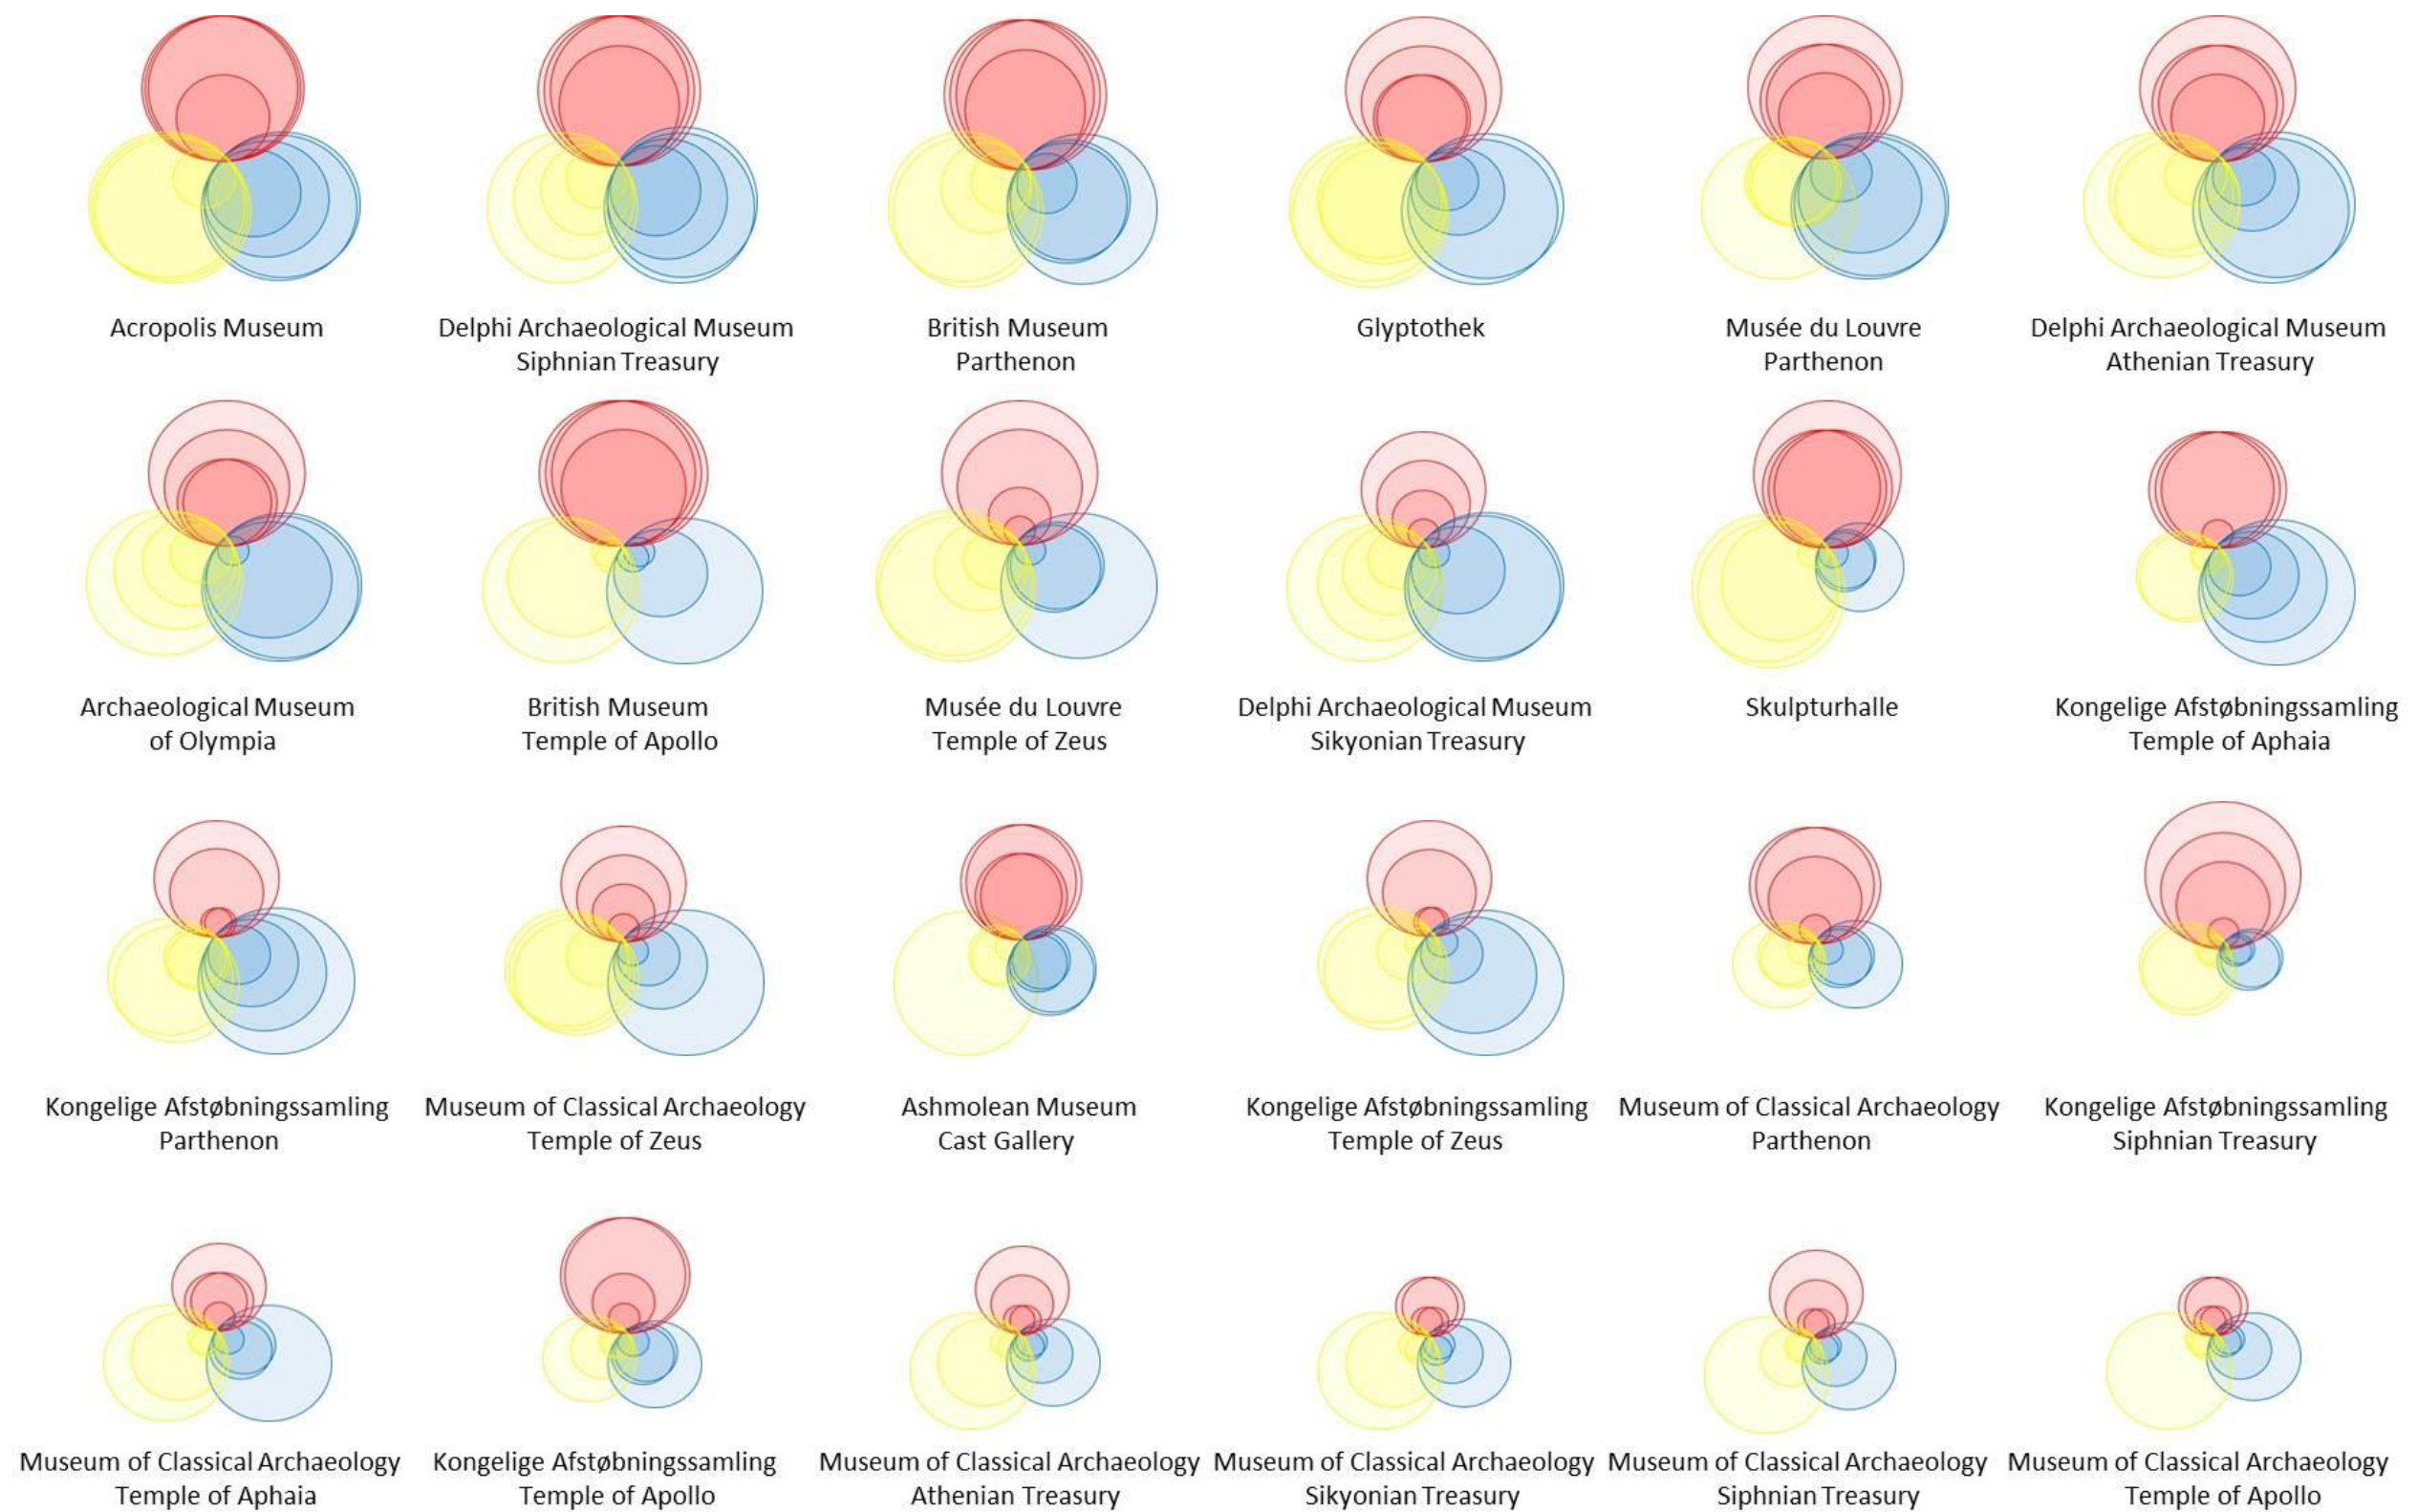 Acropolis Museum
Delphi Archaeological Museum
Siphnian Treasury
British Museum
Parthenon
Glyptothek
Musée du Louvre
Parthenon
Delphi Archaeological Museum
Athenian Treasury
Archaeological Museum
of Olympia
British Museum
Temple of Apollo
Musée du Louvre
Temple of Zeus
Delphi Archaeological Museum
Sikyonian Treasury
Skulpturhalle
Kongelige Afstøbningssamling
Temple of Aphaia
Kongelige Afstøbningssamling
Parthenon
Museum of Classical Archaeology
Temple of Zeus
Ashmolean Museum
Cast Gallery
Kongelige Afstøbningssamling
Temple of Zeus
Museum of Classical Archaeology
Parthenon
Kongelige Afstøbningssamling
Siphnian Treasury
Museum of Classical Archaeology
Temple of Aphaia
Kongelige Afstøbningssamling
Temple of Apollo
Museum of Classical Archaeology
Athenian Treasury
Museum of Classical Archaeology
Sikyonian Treasury
Museum of Classical Archaeology
Siphnian Treasury
Museum of Classical Archaeology
Temple of Apollo